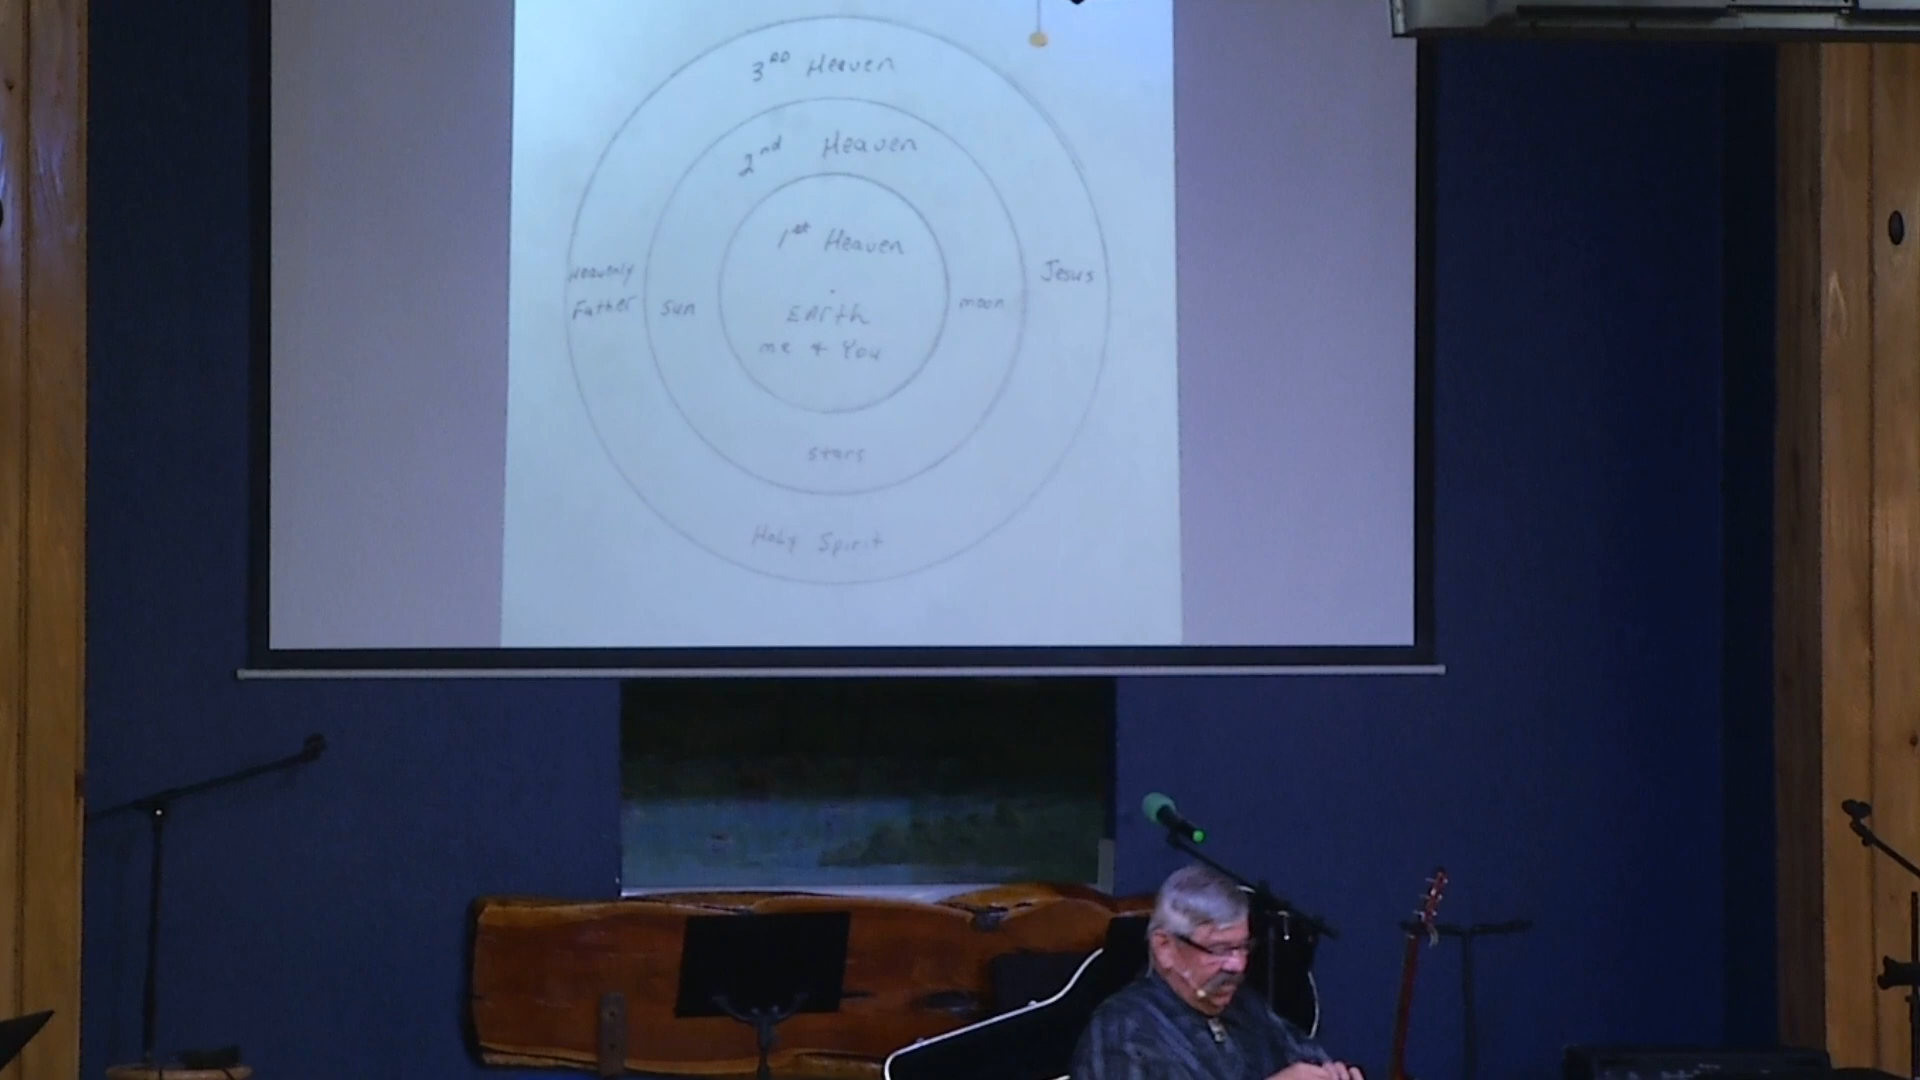 3RD Heaven
2nd Heaven
1st Heaven
Heavenly
Father
Sun
EArth
me + You
moon
Jesus
stars
Holy Spirit